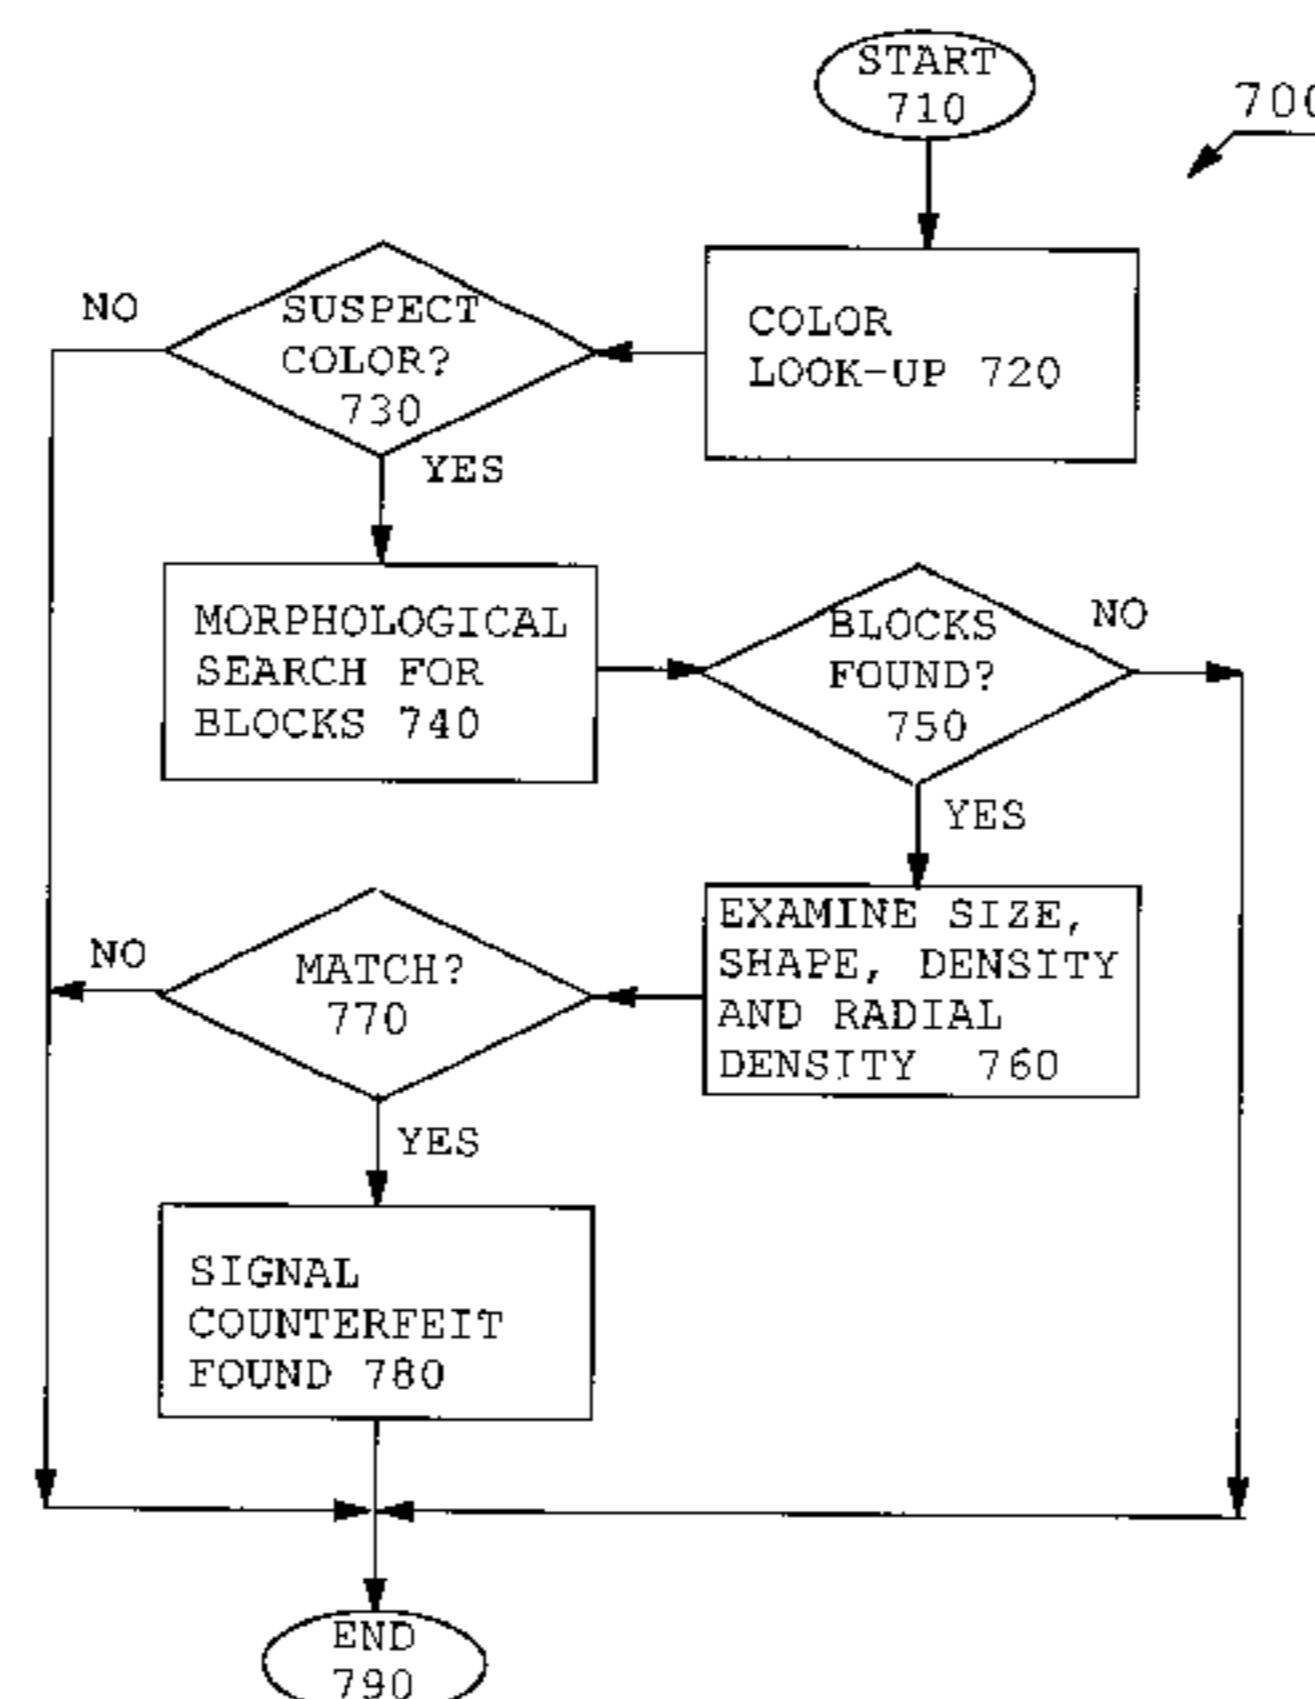 START
710
700
COLOR
LOOK-UP 720
SUSPECT
COLOR?
730
NO
YES
MORPHOLOGICAL
SEARCH FOR
BLOCKS 740
BLOCKS
FOUND?
750
NO
YES
EXAMINE SIZE,
SHAPE, DENSITY
AND RADIAL
DENSITY 760
MATCH?
770
NO
YES
SIGNAL
COUNTERFEIT
FOUND 780
END
790